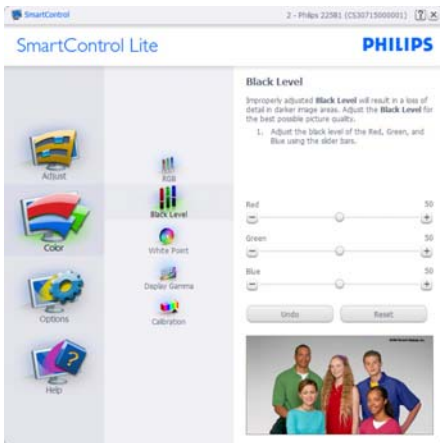 SmartControl
2 - Philips 225B1 (CS30715000001)
SmartControl Lite
PHILIPS
Adjust
Color
Options
Help
RGB
Black Level
White Point
Display Gamma
Calibration
Black Level
Improperly adjusted Black Level will result in a loss of
detail in darker image areas. Adjust the Black Level for
the best possible picture quality.
1. Adjust the black level of the Red, Green, and
Blue using the slider bars.
Red 50
Green 50
Blue 50
Undo Reset